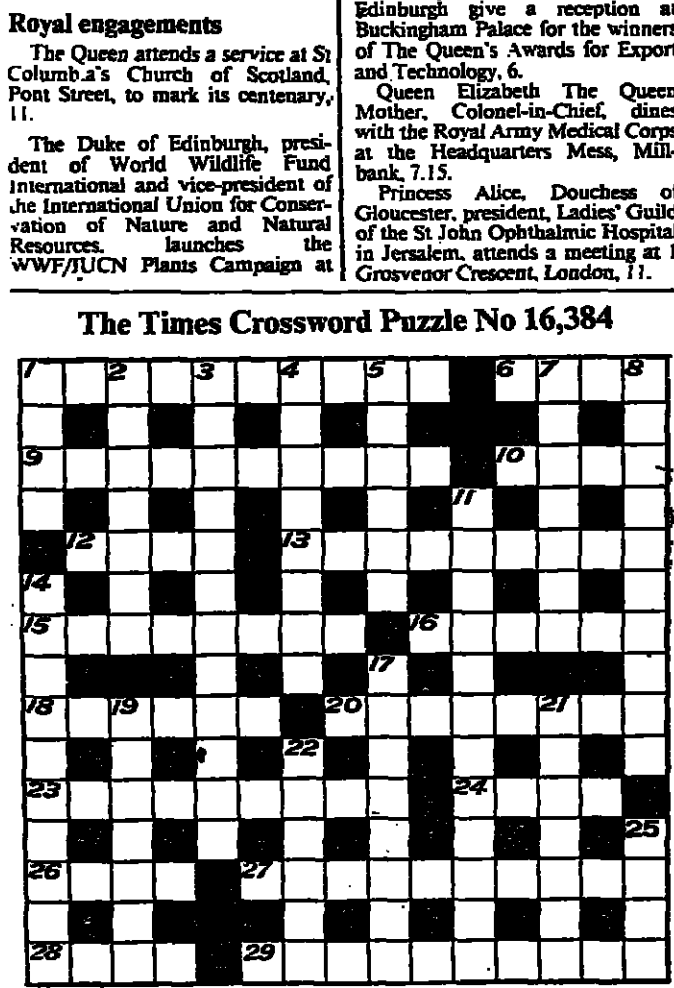 Royal engagements
The Queen attends a service at St
Columba's Church of Scotland,
Pont Street, to mark its centenary,
11.
The Duke of Edinburgh, presi-
dent of World Wildlife Fund
International and vice-president of
the International Union for Conser-
vation of Nature and Natural
Resources, launches the
WWF/IUCN Plants Campaign at
Edinburgh give a reception at
Buckingham Palace for the winners
of The Queen's Awards for Export
and Technology, 6.
Queen Elizabeth The Queen
Mother, Colonel-in-Chief, dines
with the Royal Army Medical Corps
at the Headquarters Mess, Mill-
bank, 7.15.
Princess Alice, Douchess of
Gloucester, president, Ladies' Guild
of the St John Ophthalmic Hospital
in Jersalem, attends a meeting at 1
Grosvenor Crescent, London, 11.
The Times Crossword Puzzle No 16,384
1 2 3 4 5 6 7 8
9 10
11
12 13
14
15 16
17
18 19 20 21
22
23 24
25
26 27
28 29